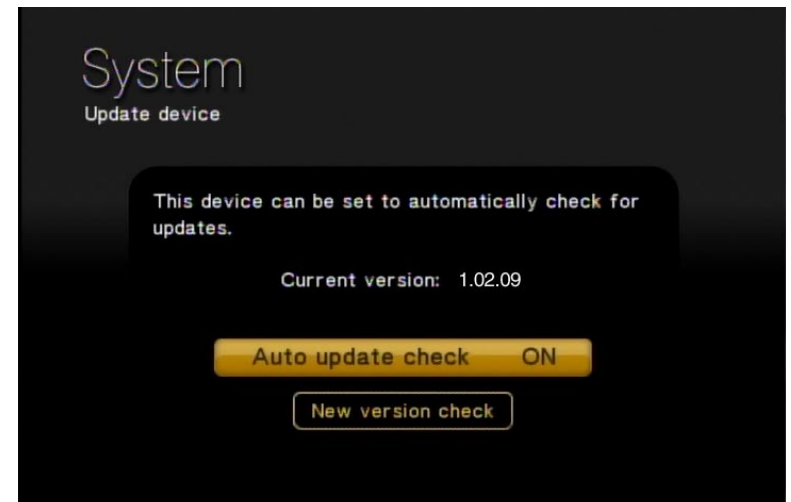 System
Update device
This device can be set to automatically check for
updates.
Current version: 1.02.09
Auto update check ON
New version check